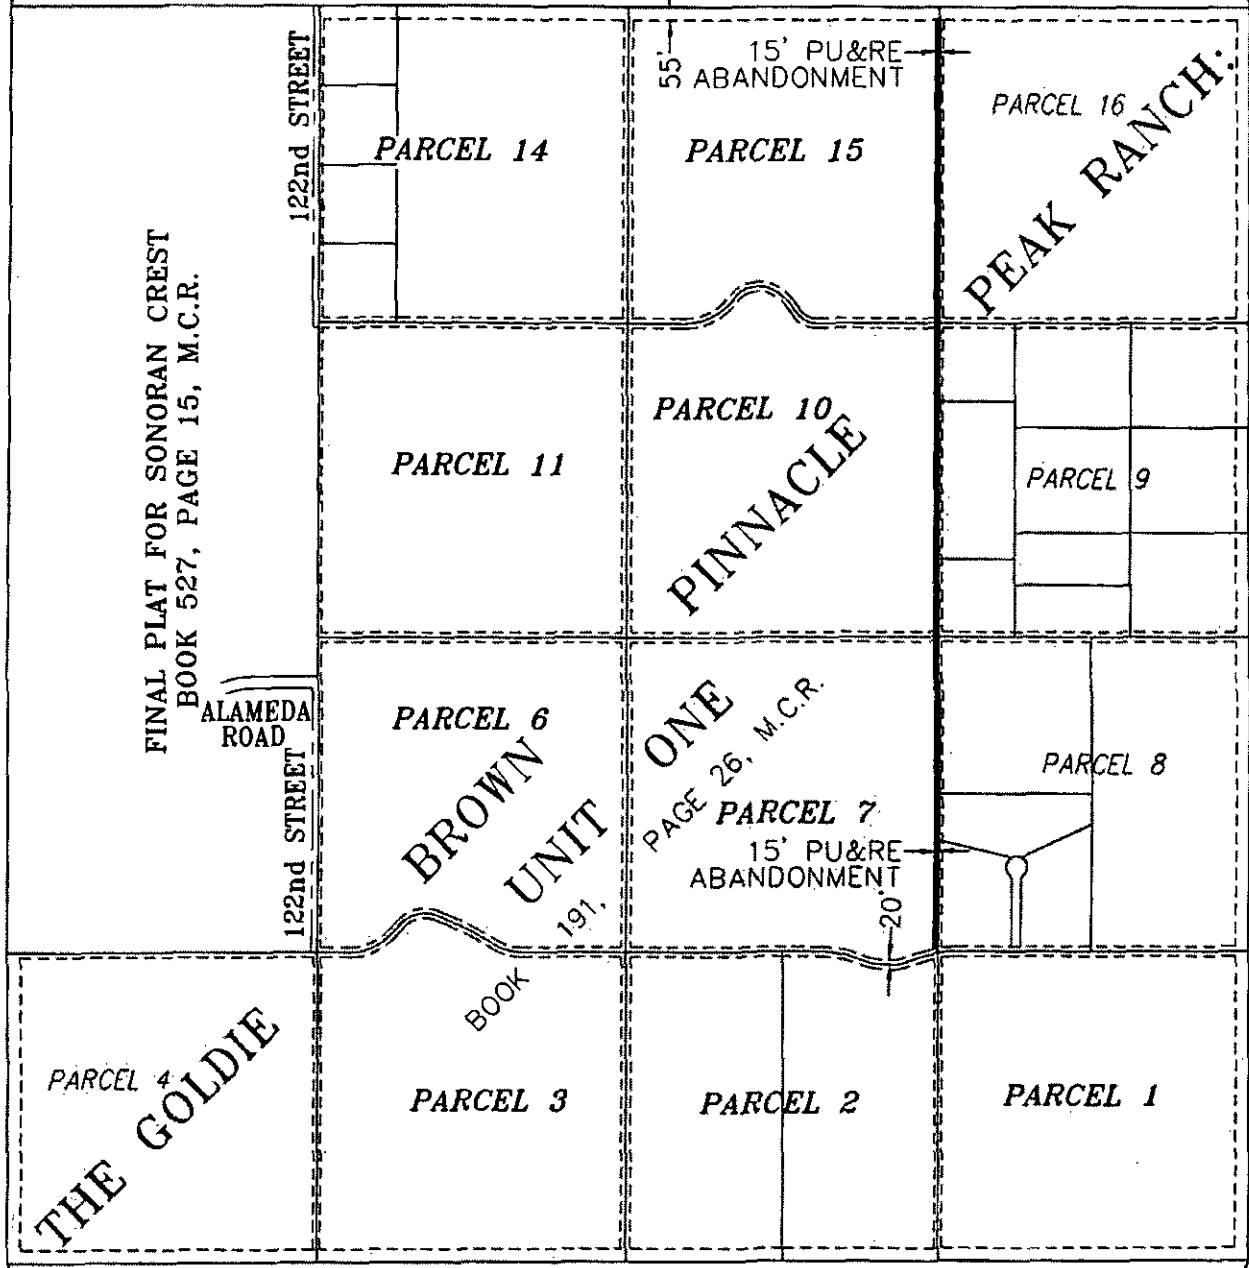 122nd STREET
55'
15' PU&RE
ABANDONMENT
PARCEL 14
PARCEL 15
PARCEL 16
PEAK RANCH:
FINAL PLAT FOR SONORAN CREST
BOOK 527, PAGE 15, M.C.R.
PARCEL 11
PARCEL 10
PINNACLE
PARCEL 9
ALAMEDA
ROAD
122nd STREET
PARCEL 6
BROWN
UNIT ONE
BOOK 191, PAGE 26, M.C.R.
PARCEL 7
15' PU&RE
ABANDONMENT
20'
PARCEL 8
PARCEL 4
THE GOLDIE
PARCEL 3
PARCEL 2
PARCEL 1